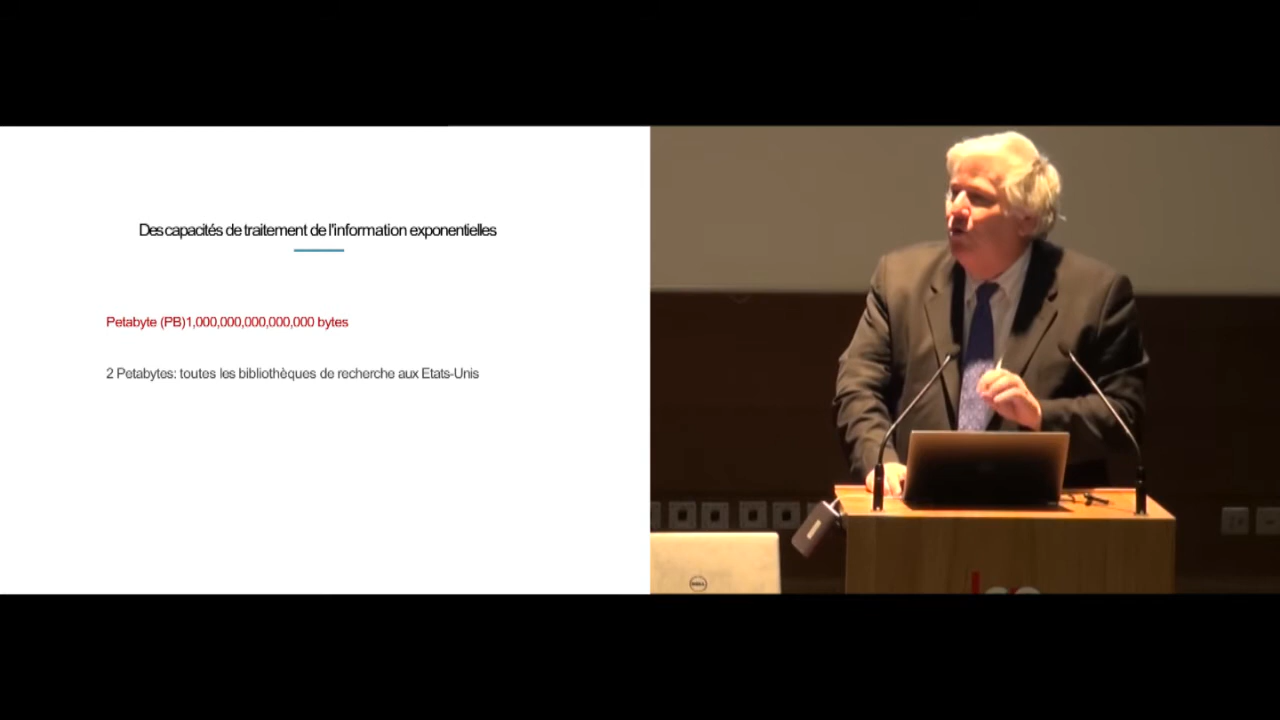 Des capacités de traitement de l'information exponentielles
Petabyte (PB)1,000,000,000,000,000 bytes
2 Petabytes: toutes les bibliothèques de recherche aux Etats-Unis
DELL